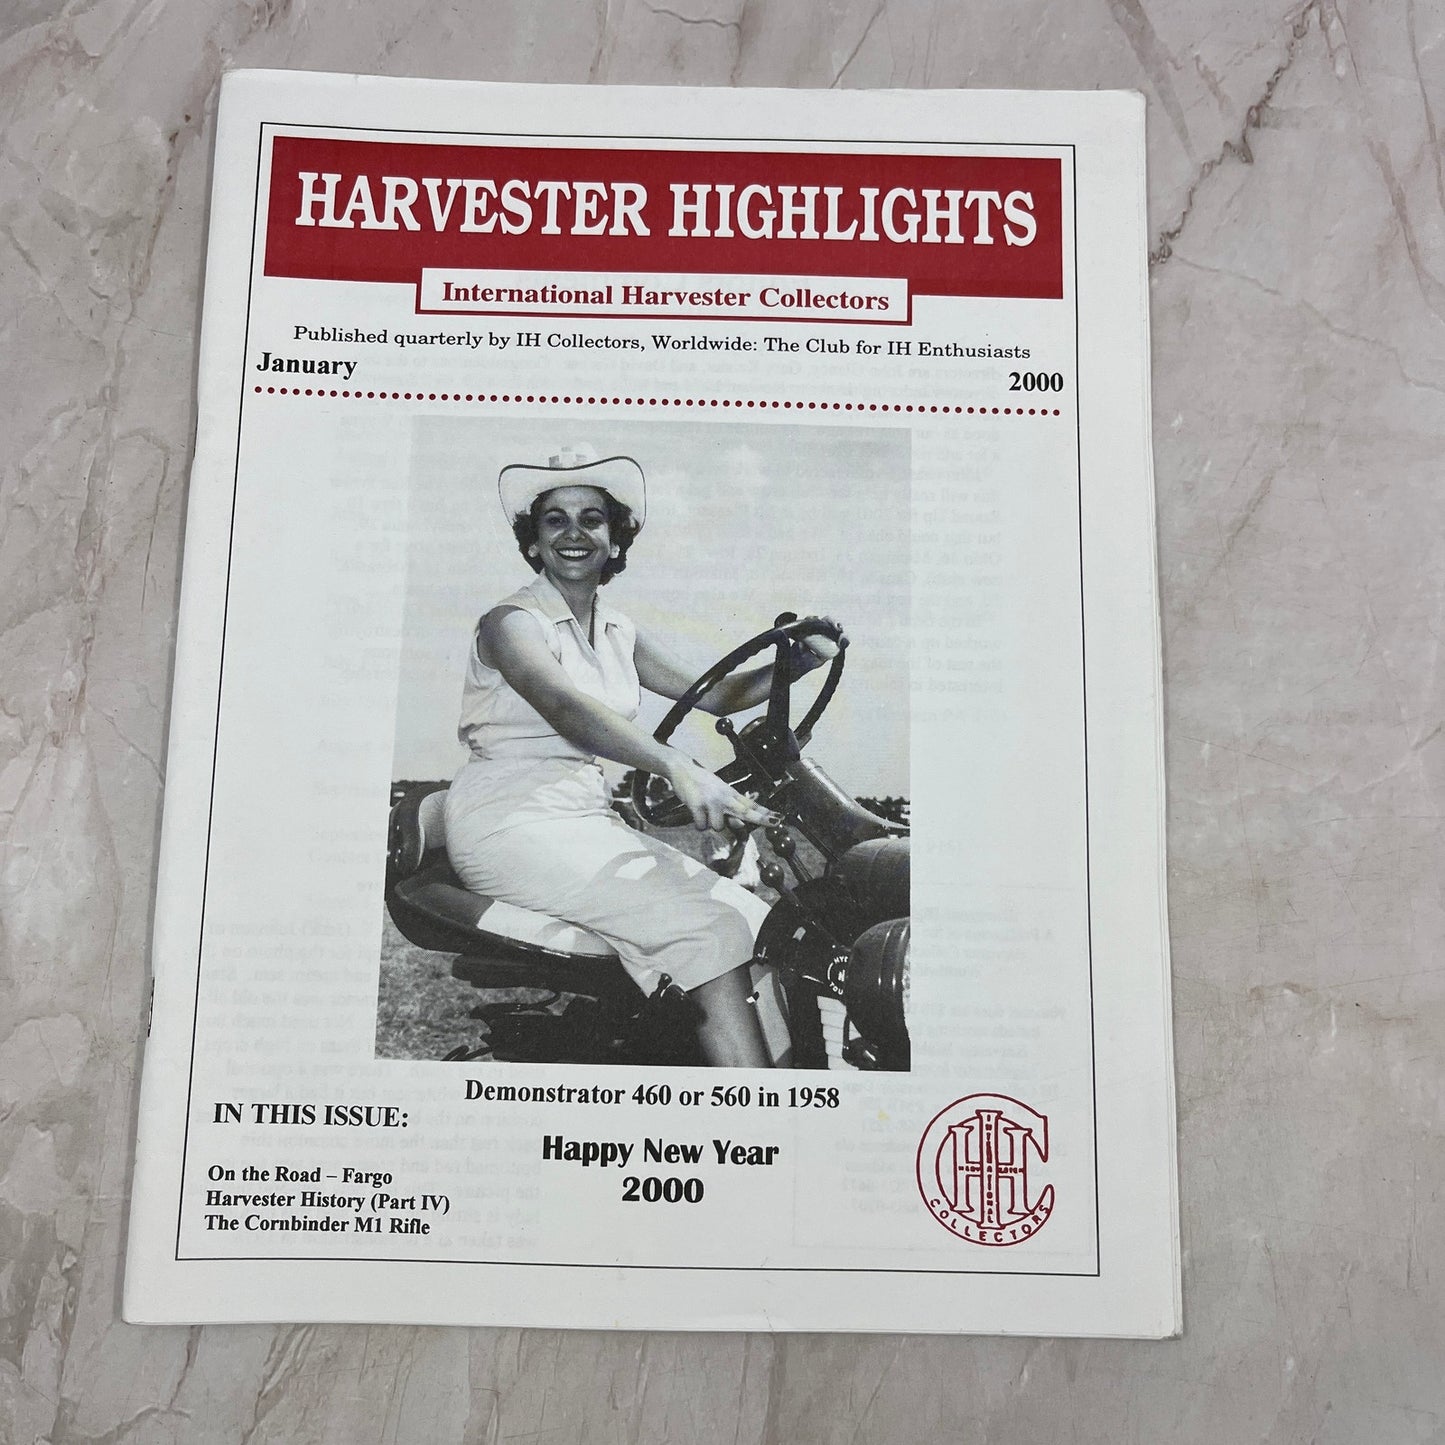 HARVESTER HIGHLIGHTS
International Harvester Collectors
Published quarterly by IH Collectors, Worldwide: The Club for IH Enthusiasts
January 2000
Demonstrator 460 or 560 in 1958
IN THIS ISSUE:
Happy New Year
2000
On the Road – Fargo
Harvester History (Part IV)
The Cornbinder M1 Rifle
IH
INTERNATIONAL
COLLECTORS